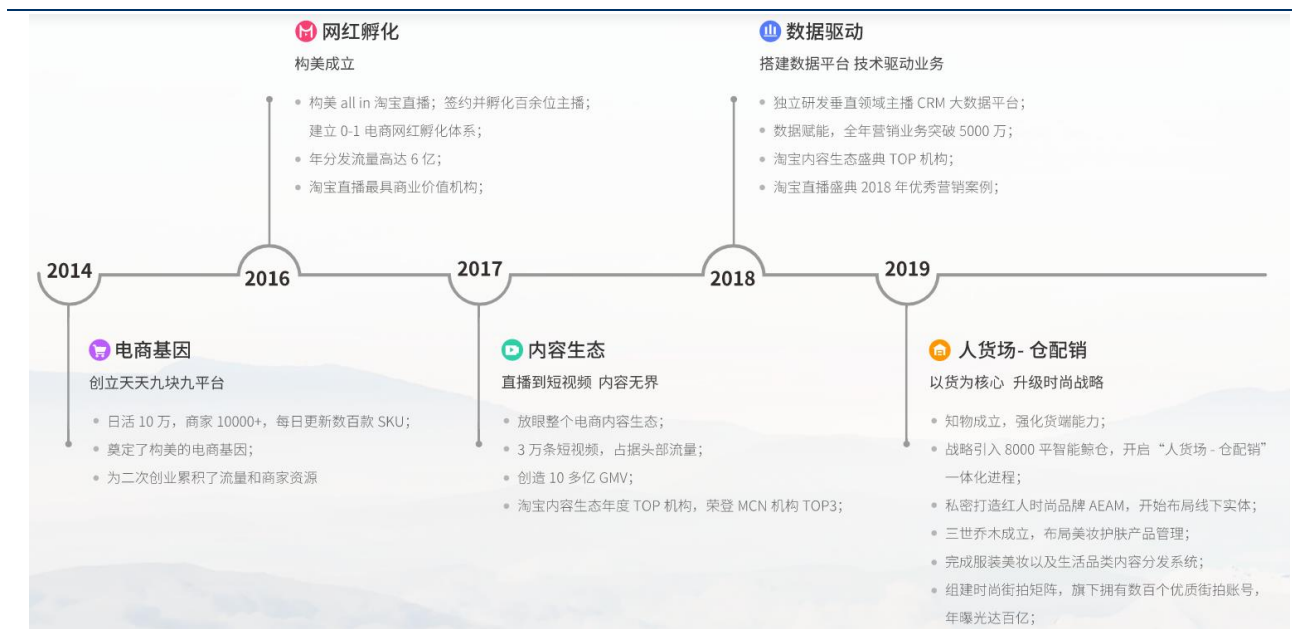 网红孵化
构美成立
构美 all in 淘宝直播；签约并孵化百余位主播；
建立 0-1 电商网红孵化体系；
年分发流量高达 6 亿；
淘宝直播最具商业价值机构；
数据驱动
搭建数据平台 技术驱动业务
独立研发垂直领域主播 CRM 大数据平台；
数据赋能，全年营销业务突破 5000 万；
淘宝内容生态盛典 TOP 机构；
淘宝直播盛典 2018 年优秀营销案例；
2014
2016
2017
2018
2019
电商基因
创立天天九块九平台
日活 10 万，商家 10000+，每日更新数百款 SKU；
奠定了构美的电商基因；
为二次创业累积了流量和商家资源
内容生态
直播到短视频 内容无界
放眼整个电商内容生态；
3 万条短视频，占据头部流量；
创造 10 多亿 GMV；
淘宝内容生态年度 TOP 机构，荣登 MCN 机构 TOP3；
人货场- 仓配销
以货为核心 升级时尚战略
知物成立，强化货端能力；
战略引入 8000 平智能鲸仓，开启“人货场 - 仓配销”
一体化进程；
私密打造红人时尚品牌 AEAM，开始布局线下实体；
三世乔木成立，布局美妆护肤产品管理；
完成服装美妆以及生活品类内容分发系统；
组建时尚街拍矩阵，旗下拥有数百个优质街拍账号，
年曝光达百亿；